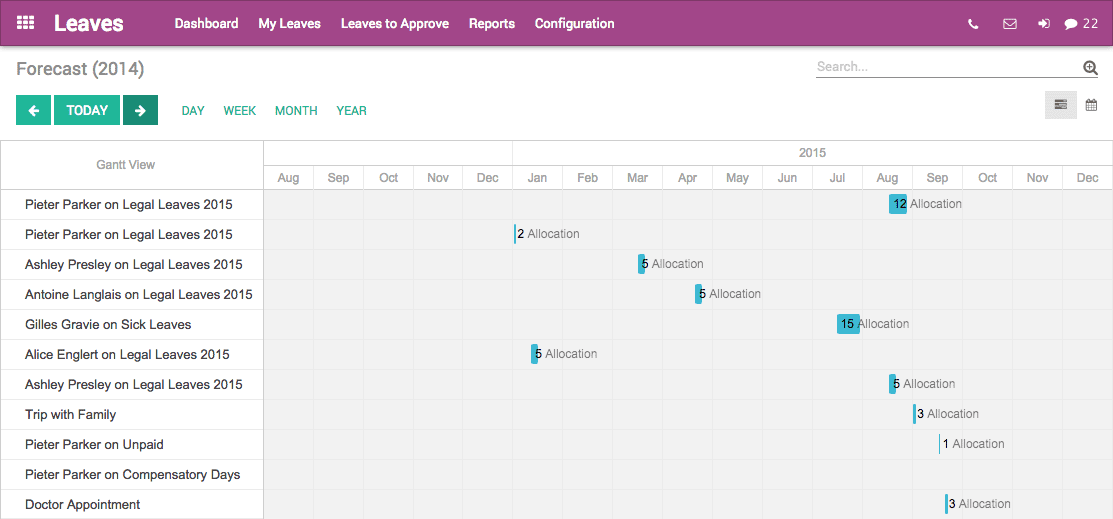 Leaves Dashboard My Leaves Leaves to Approve Reports Configuration 22
Forecast (2014) Search...
TODAY DAY WEEK MONTH YEAR
Gantt View 2015
Aug Sep Oct Nov Dec Jan Feb Mar Apr May Jun Jul Aug Sep Oct Nov Dec
Pieter Parker on Legal Leaves 2015 12 Allocation
Pieter Parker on Legal Leaves 2015 2 Allocation
Ashley Presley on Legal Leaves 2015 5 Allocation
Antoine Langlais on Legal Leaves 2015 5 Allocation
Gilles Gravie on Sick Leaves 15 Allocation
Alice Englert on Legal Leaves 2015 5 Allocation
Ashley Presley on Legal Leaves 2015 5 Allocation
Trip with Family 3 Allocation
Pieter Parker on Unpaid 1 Allocation
Pieter Parker on Compensatory Days
Doctor Appointment 3 Allocation